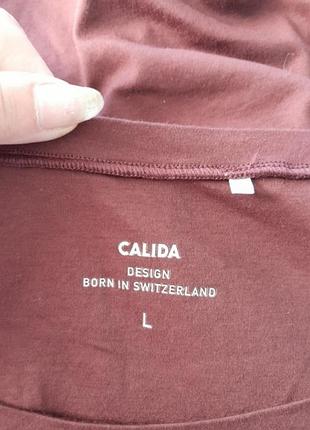 CALIDA
DESIGN
BORN IN SWITZERLAND
L